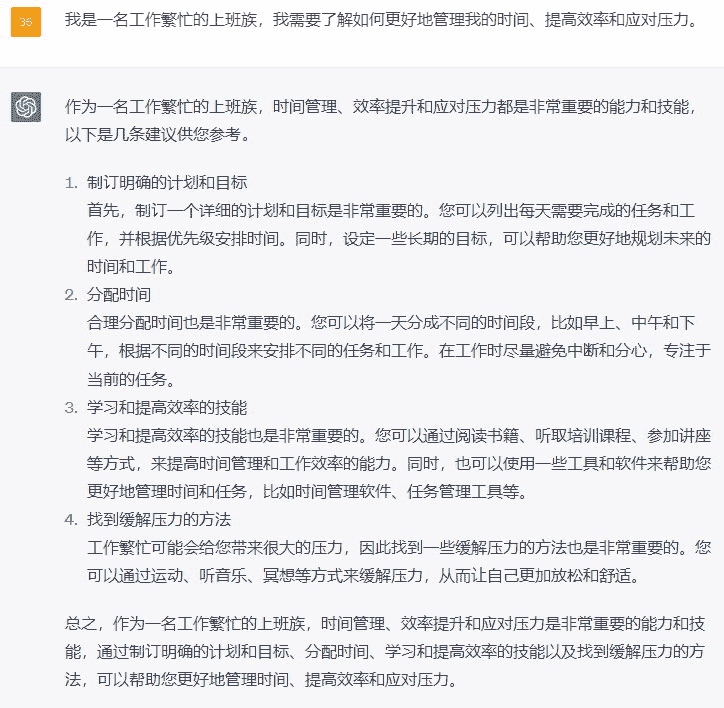 36
我是一名工作繁忙的上班族，我需要了解如何更好地管理我的时间、提高效率和应对压力。
作为一名工作繁忙的上班族，时间管理、效率提升和应对压力都是非常重要的能力和技能，
以下是几条建议供您参考。
1. 制订明确的计划和目标
首先，制订一个详细的计划和目标是非常重要的。您可以列出每天需要完成的任务和工
作，并根据优先级安排时间。同时，设定一些长期的目标，可以帮助您更好地规划未来的
时间和工作。
2. 分配时间
合理分配时间也是非常重要的。您可以将一天分成不同的时间段，比如早上、中午和下
午，根据不同的时间段来安排不同的任务和工作。在工作时尽量避免中断和分心，专注于
当前的任务。
3. 学习和提高效率的技能
学习和提高效率的技能也是非常重要的。您可以通过阅读书籍、听取培训课程、参加讲座
等方式，来提高时间管理和工作效率的能力。同时，也可以使用一些工具和软件来帮助您
更好地管理时间和任务，比如时间管理软件、任务管理工具等。
4. 找到缓解压力的方法
工作繁忙可能会给您带来很大的压力，因此找到一些缓解压力的方法也是非常重要的。您
可以通过运动、听音乐、冥想等方式来缓解压力，从而让自己更加放松和舒适。
总之，作为一名工作繁忙的上班族，时间管理、效率提升和应对压力是非常重要的能力和技
能，通过制订明确的计划和目标、分配时间、学习和提高效率的技能以及找到缓解压力的方
法，可以帮助您更好地管理时间、提高效率和应对压力。